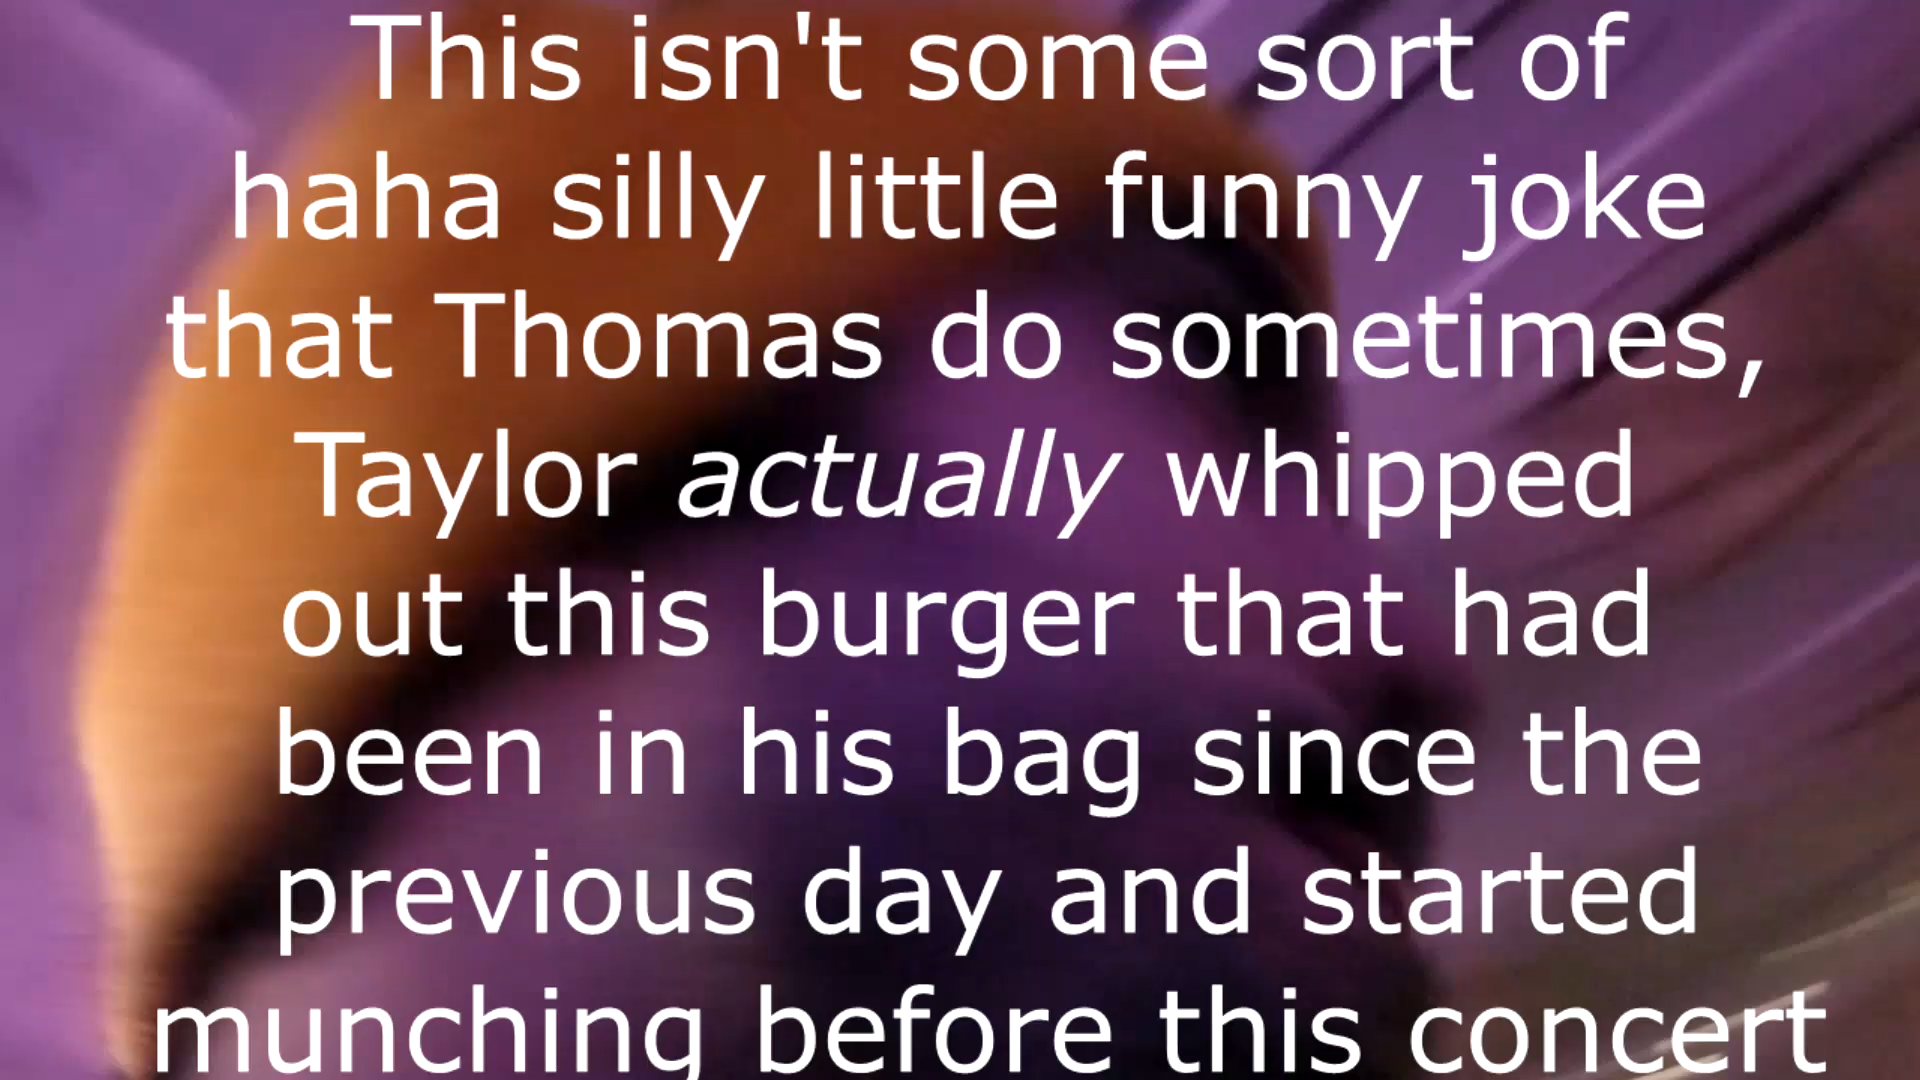 This isn't some sort of
haha silly little funny joke
that Thomas do sometimes,
Taylor actually whipped
out this burger that had
been in his bag since the
previous day and started
munching before this concert